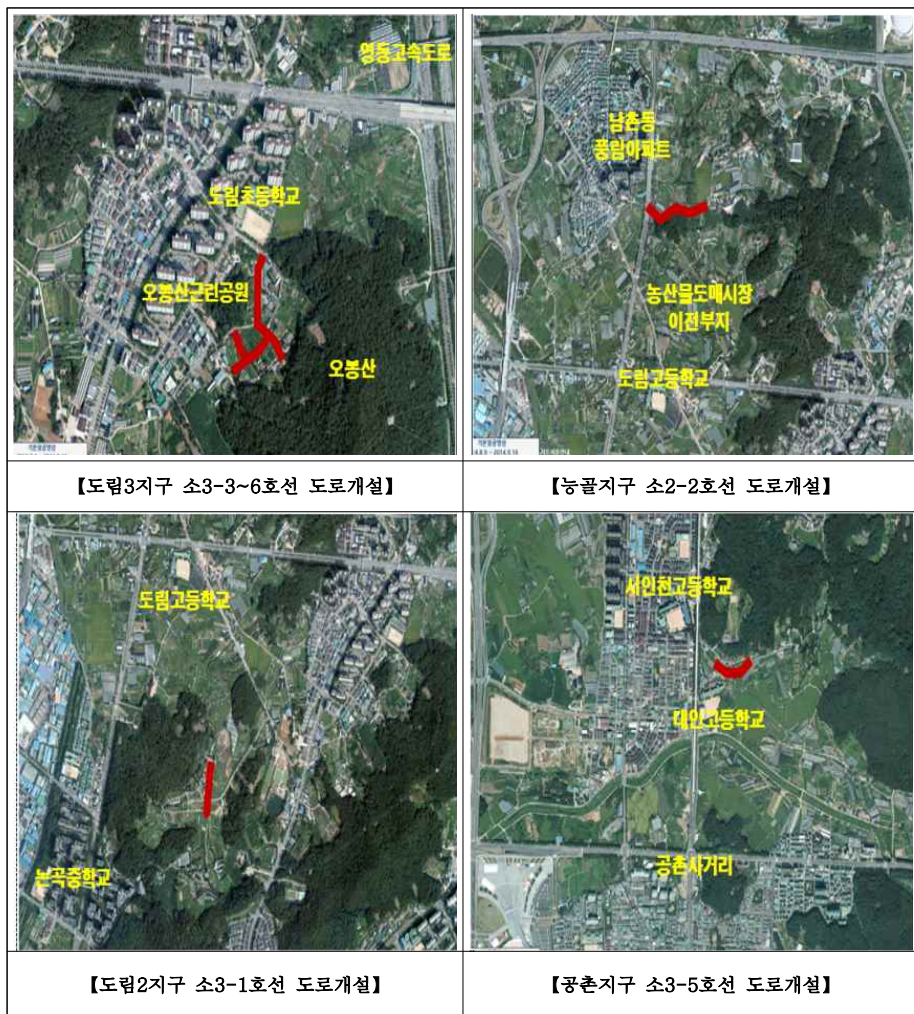 영동고속도로
도림초등학교
오봉산근린공원
오봉산
【도림3지구 소3-3~6호선 도로개설】
남촌동
풍림아파트
농산물도매시장
이전부지
도림고등학교
【능골지구 소2-2호선 도로개설】
도림고등학교
논곡중학교
【도림2지구 소3-1호선 도로개설】
서인천고등학교
대인고등학교
공촌사거리
【공촌지구 소3-5호선 도로개설】